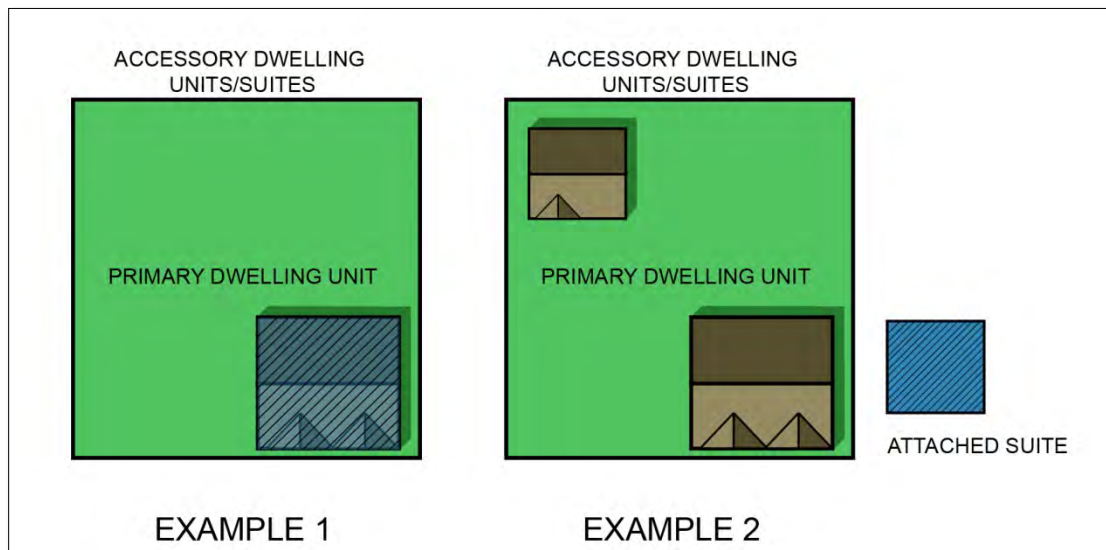 ACCESSORY DWELLING
UNITS/SUITES
PRIMARY DWELLING UNIT
EXAMPLE 1
ACCESSORY DWELLING
UNITS/SUITES
PRIMARY DWELLING UNIT
EXAMPLE 2
ATTACHED SUITE